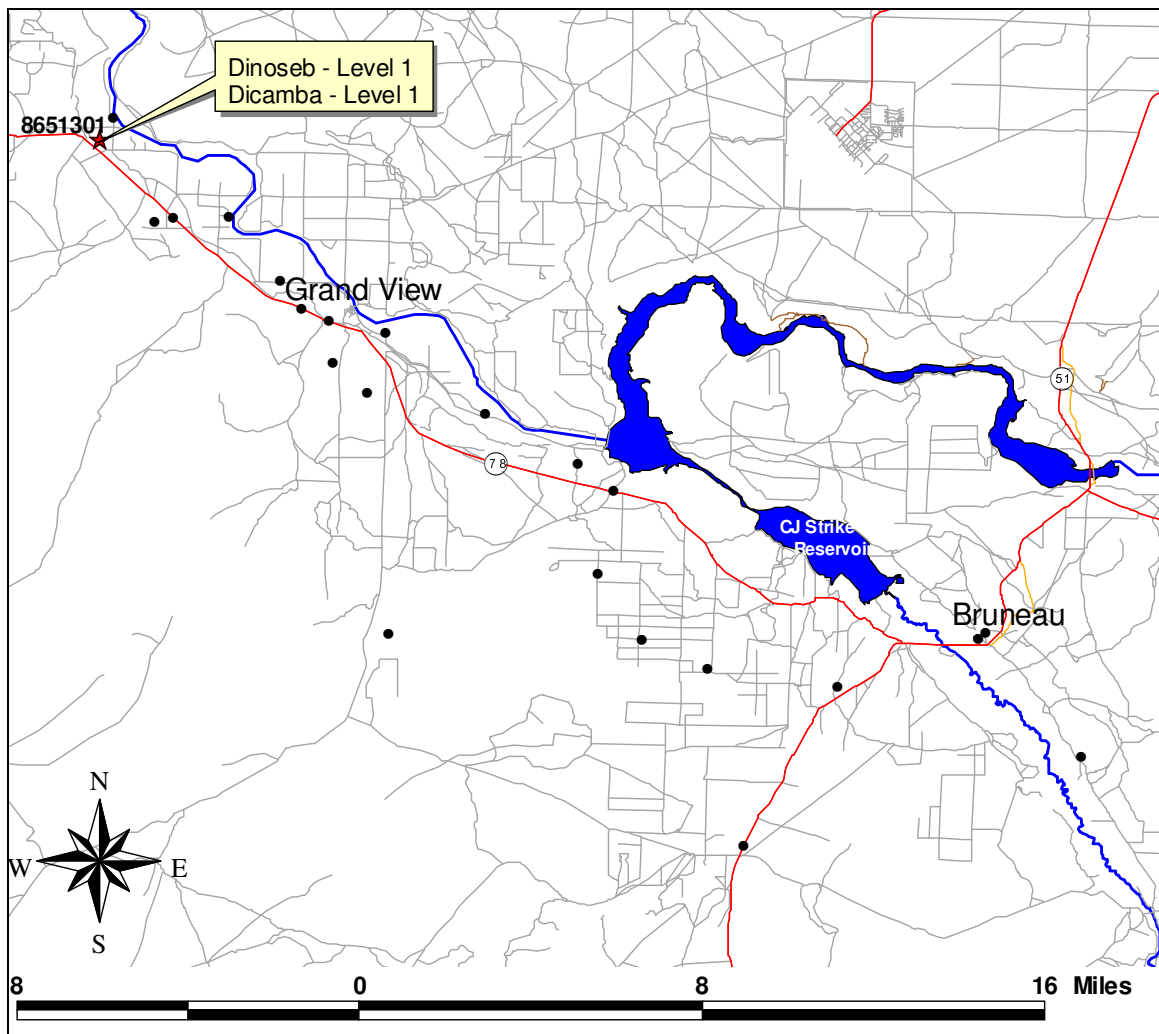 Dinoseb - Level 1
Dicamba - Level 1
8651301
Grand View
51
78
CJ Strike
Reservoi
Bruneau
N
W E
S
8 0 8 16 Miles